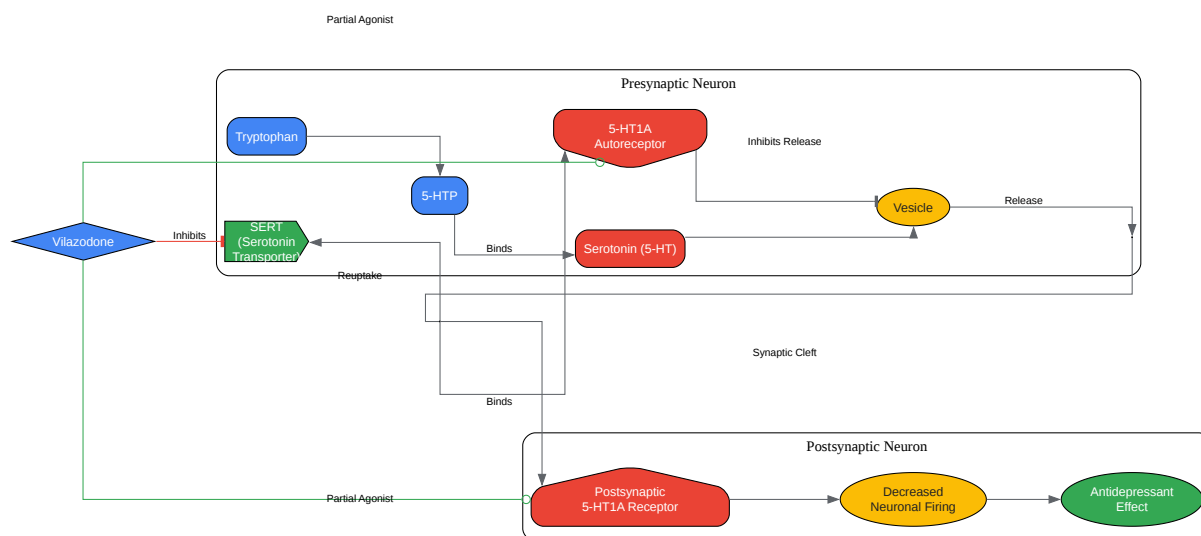 Partial Agonist
Presynaptic Neuron
Tryptophan
5-HT1A
Autoreceptor
Inhibits Release
5-HTP
Vesicle
Release
SERT
(Serotonin
Transporter)
Vilazodone
Inhibits
Binds
Serotonin (5-HT)
Reuptake
Synaptic Cleft
Binds
Postsynaptic Neuron
Partial Agonist
Postsynaptic
5-HT1A Receptor
Decreased
Neuronal Firing
Antidepressant
Effect